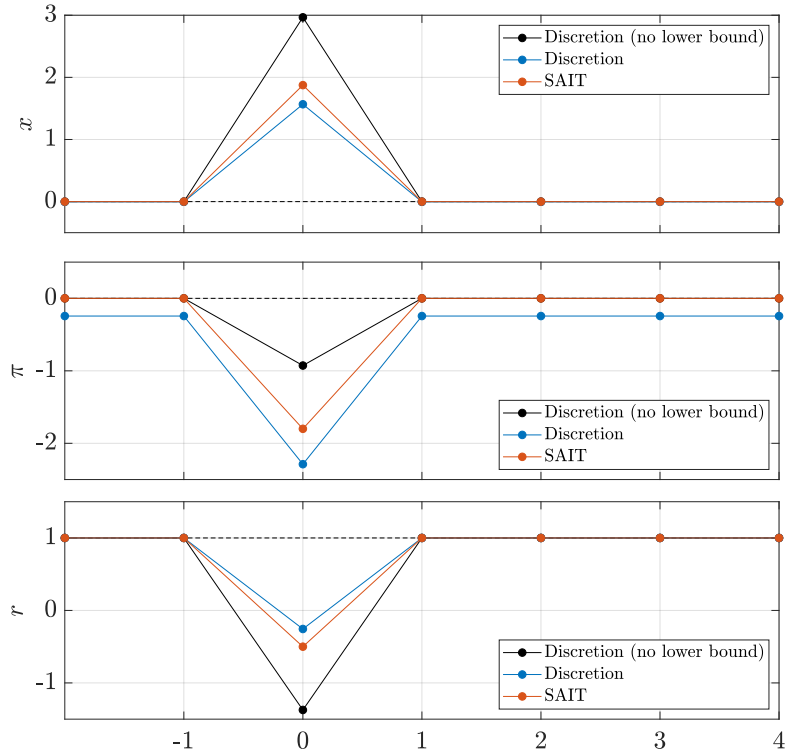 3
2
1
0
x
Discretion (no lower bound)
Discretion
SAIT
0
-1
-2
π
Discretion (no lower bound)
Discretion
SAIT
1
0
-1
r
Discretion (no lower bound)
Discretion
SAIT
-1 0 1 2 3 4